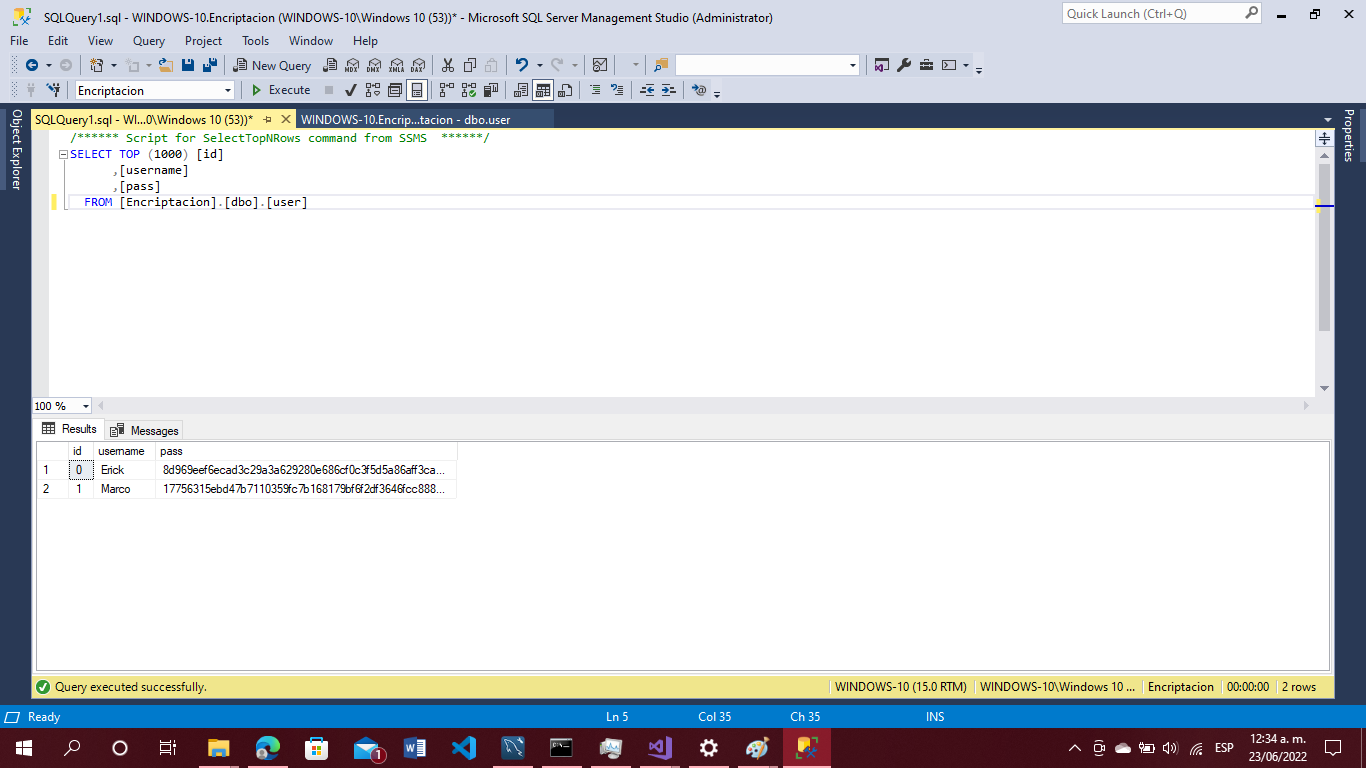 SQLQuery1.sql - WINDOWS-10.Encriptacion (WINDOWS-10\Windows 10 (53))* - Microsoft SQL Server Management Studio (Administrator)
Quick Launch (Ctrl+Q)
File Edit View Query Project Tools Window Help
New Query MDX DMX XMLA DAX
Encriptacion Execute
Object Explorer
SQLQuery1.sql - WI...0\Windows 10 (53))* WINDOWS-10.Encrip...tacion - dbo.user
Properties
/****** Script for SelectTopNRows command from SSMS ******/
SELECT TOP (1000) [id]
,[username]
,[pass]
FROM [Encriptacion].[dbo].[user]
100 %
Results Messages
id username pass
1 0 Erick 8d969eef6ecad3c29a3a629280e686cf0c3f5d5a86aff3ca...
2 1 Marco 17756315ebd47b7110359fc7b168179bf6f2df3646fcc888...
Query executed successfully. WINDOWS-10 (15.0 RTM) WINDOWS-10\Windows 10 ... Encriptacion 00:00:00 2 rows
Ready Ln 5 Col 35 Ch 35 INS
1 ESP 12:34 a. m.
23/06/2022